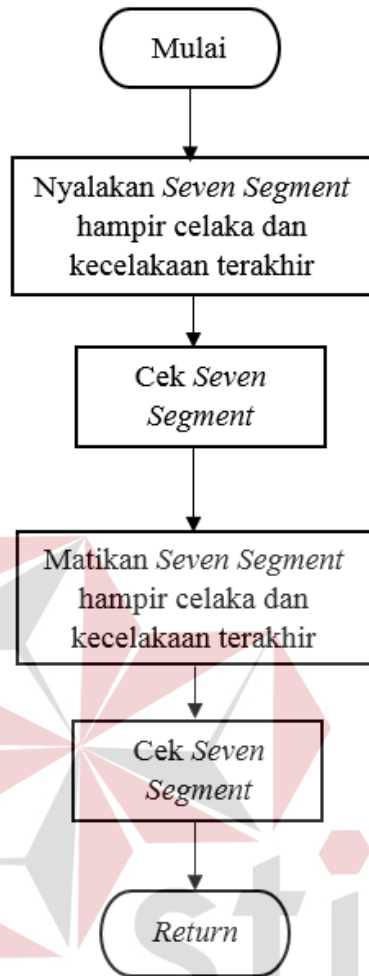 Mulai
Nyalakan Seven Segment
hampir celaka dan
kecelakaan terakhir
Cek Seven
Segment
Matikan Seven Segment
hampir celaka dan
kecelakaan terakhir
Cek Seven
Segment
Return
sti